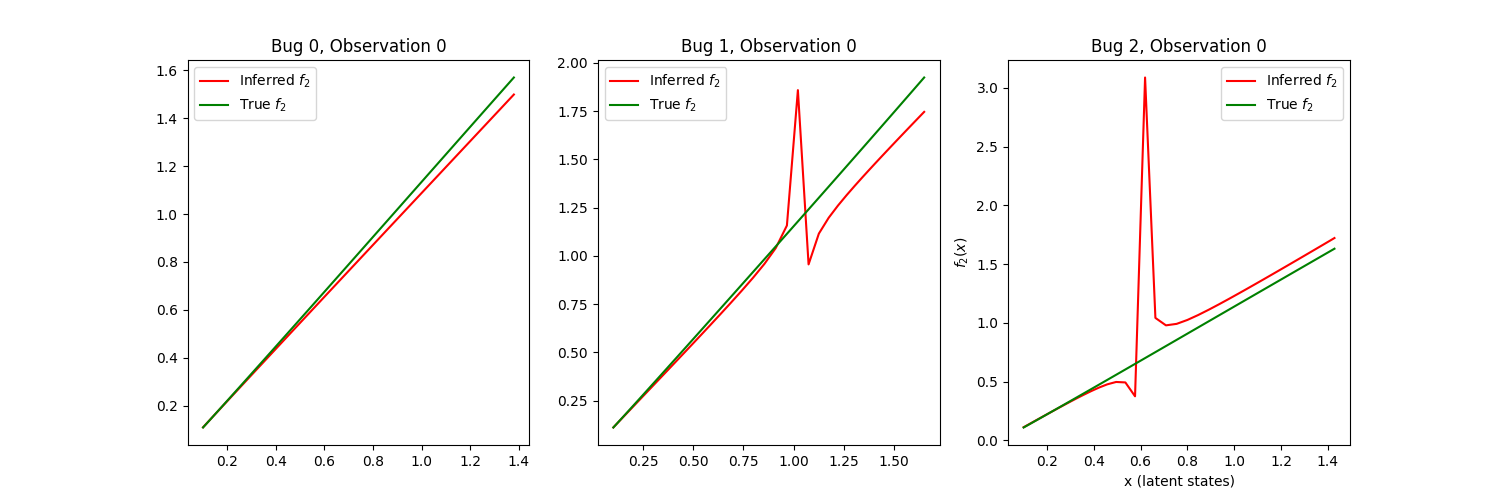 Bug 0, Observation 0
Inferred f₂
True f₂
1.6
1.4
1.2
1.0
0.8
0.6
0.4
0.2
0.2 0.4 0.6 0.8 1.0 1.2 1.4
Bug 1, Observation 0
Inferred f₂
True f₂
2.00
1.75
1.50
1.25
1.00
0.75
0.50
0.25
0.25 0.50 0.75 1.00 1.25 1.50
Bug 2, Observation 0
Inferred f₂
True f₂
f₂(x)
3.0
2.5
2.0
1.5
1.0
0.5
0.0
0.2 0.4 0.6 0.8 1.0 1.2 1.4
x (latent states)